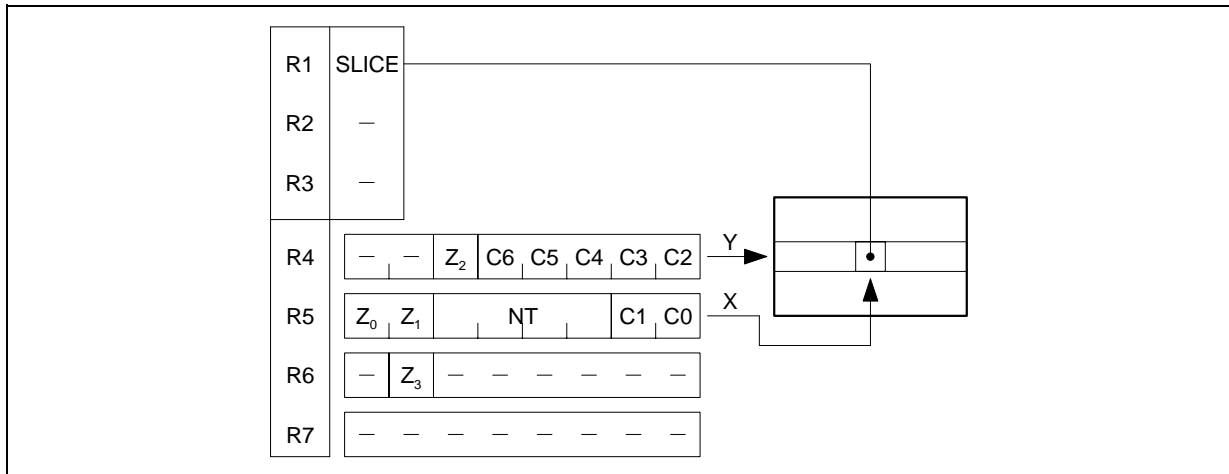 R1 SLICE
R2 —
R3 —
R4 — — Z₂ C6 C5 C4 C3 C2 Y
R5 Z₀ Z₁ NT C1 C0 X
R6 — Z₃ — — — — — —
R7 — — — — — — — —